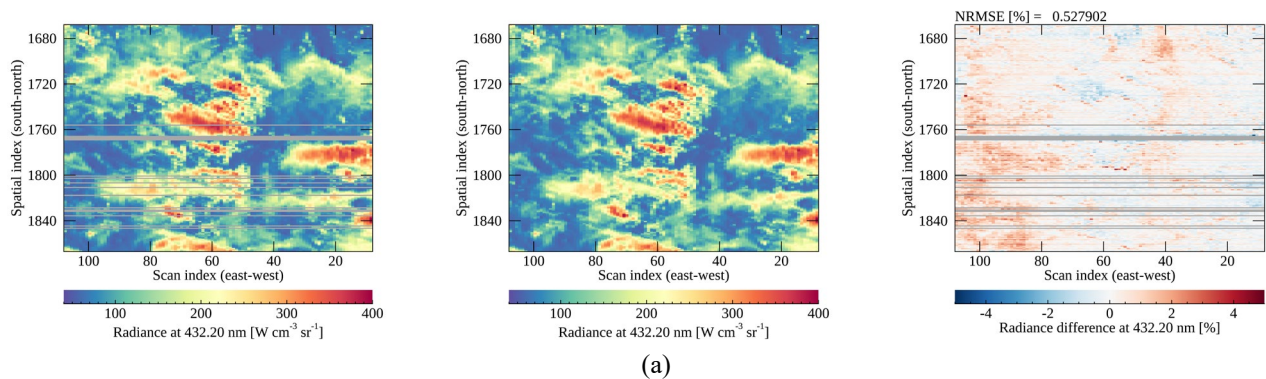 NRMSE [%] = 0.527902
Spatial index (south-north)
1680
1720
1760
1800
1840
100 80 60 40 20
Scan index (east-west)
100 200 300 400
Radiance at 432.20 nm [W cm⁻³ sr⁻¹]
Spatial index (south-north)
1680
1720
1760
1800
1840
100 80 60 40 20
Scan index (east-west)
100 200 300 400
Radiance at 432.20 nm [W cm⁻³ sr⁻¹]
Spatial index (south-north)
1680
1720
1760
1800
1840
100 80 60 40 20
Scan index (east-west)
-4 -2 0 2 4
Radiance difference at 432.20 nm [%]
(a)